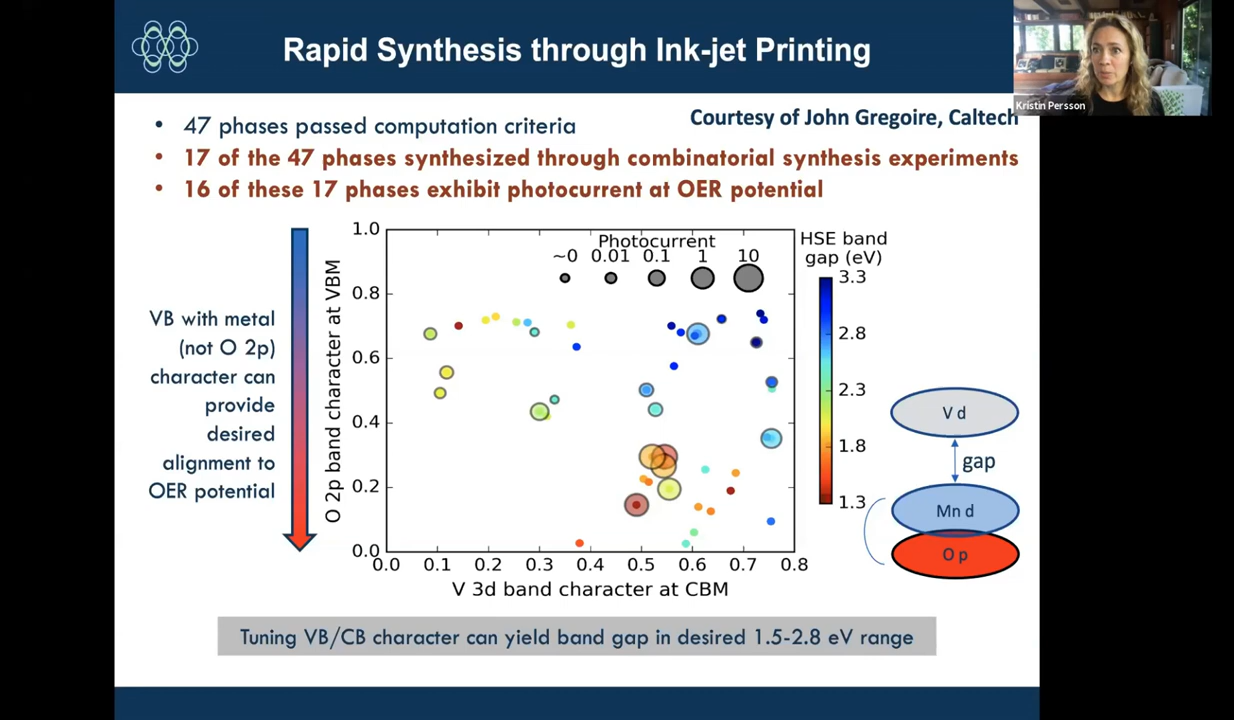 Rapid Synthesis through Ink-jet Printing
Kristin Persson
Courtesy of John Gregoire, Caltech
• 47 phases passed computation criteria
• 17 of the 47 phases synthesized through combinatorial synthesis experiments
• 16 of these 17 phases exhibit photocurrent at OER potential
VB with metal
(not O 2p)
character can
provide
desired
alignment to
OER potential
O 2p band character at VBM
1.0
0.8
0.6
0.4
0.2
0.0
Photocurrent
~0 0.01 0.1 1 10
0.0 0.1 0.2 0.3 0.4 0.5 0.6 0.7 0.8
V 3d band character at CBM
HSE band
gap (eV)
3.3
2.8
2.3
1.8
1.3
V d
gap
Mn d
O p
Tuning VB/CB character can yield band gap in desired 1.5-2.8 eV range